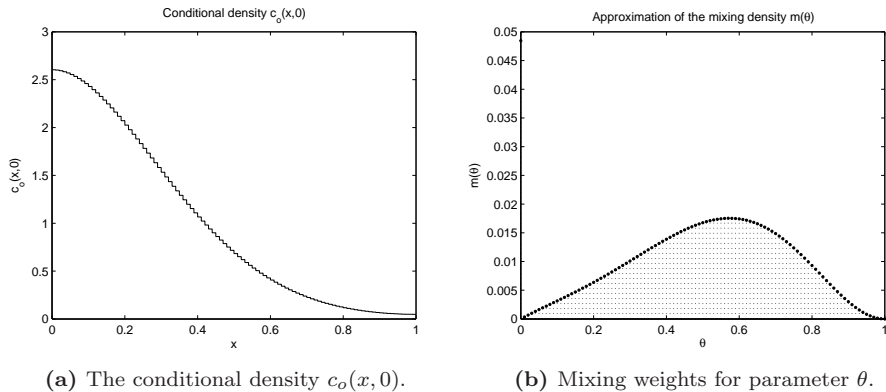 Conditional density c_o(x,0)
3
2.5
2
1.5
1
0.5
0
0 0.2 0.4 0.6 0.8 1
x
c_o(x,0)
(a) The conditional density c_o(x, 0).
Approximation of the mixing density m(θ)
0.05
0.045
0.04
0.035
0.03
0.025
0.02
0.015
0.01
0.005
0
0 0.2 0.4 0.6 0.8 1
θ
m(θ)
(b) Mixing weights for parameter θ.